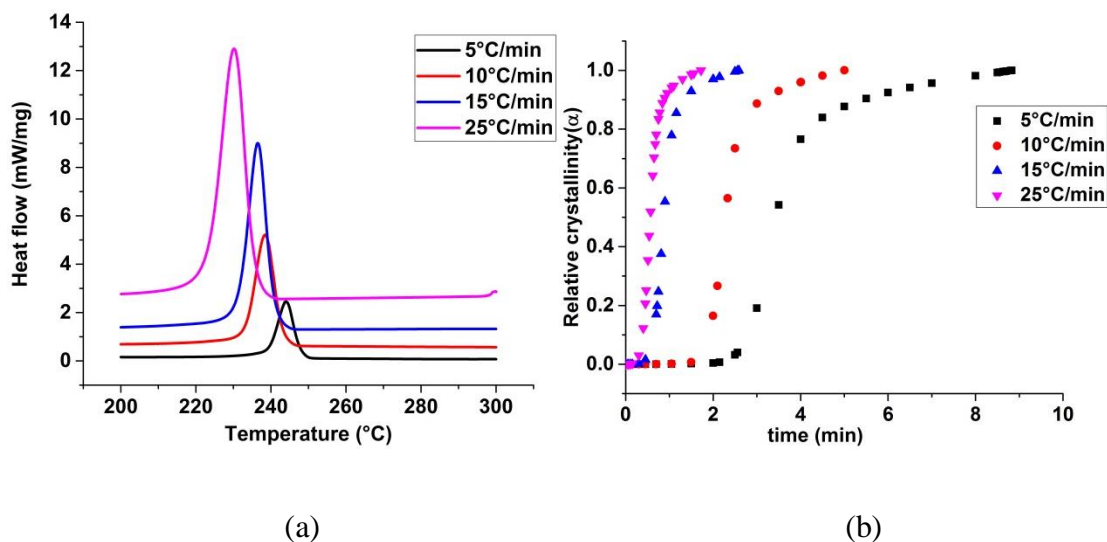 14
12
10
8
6
4
2
0
Heat flow (mW/mg)
5°C/min
10°C/min
15°C/min
25°C/min
200 220 240 260 280 300
Temperature (°C)
(a)
1.0
0.8
0.6
0.4
0.2
0.0
Relative crystallinity(α)
5°C/min
10°C/min
15°C/min
25°C/min
0 2 4 6 8 10
time (min)
(b)